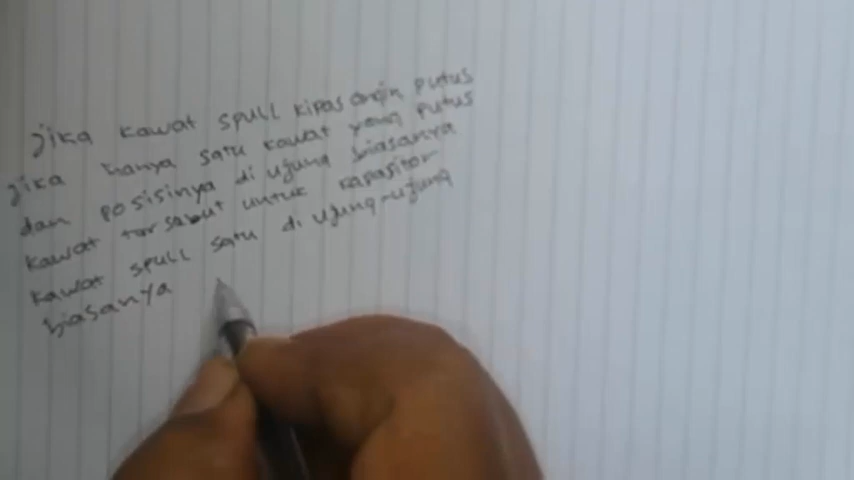 jika kawat spull kipas angin putus
jika hanya satu kawat yang putus
dan posisinya di ujung biasanya
kawat tersabut untuk kapasitor
kawat spull satu di ujung-ujung
biasanya